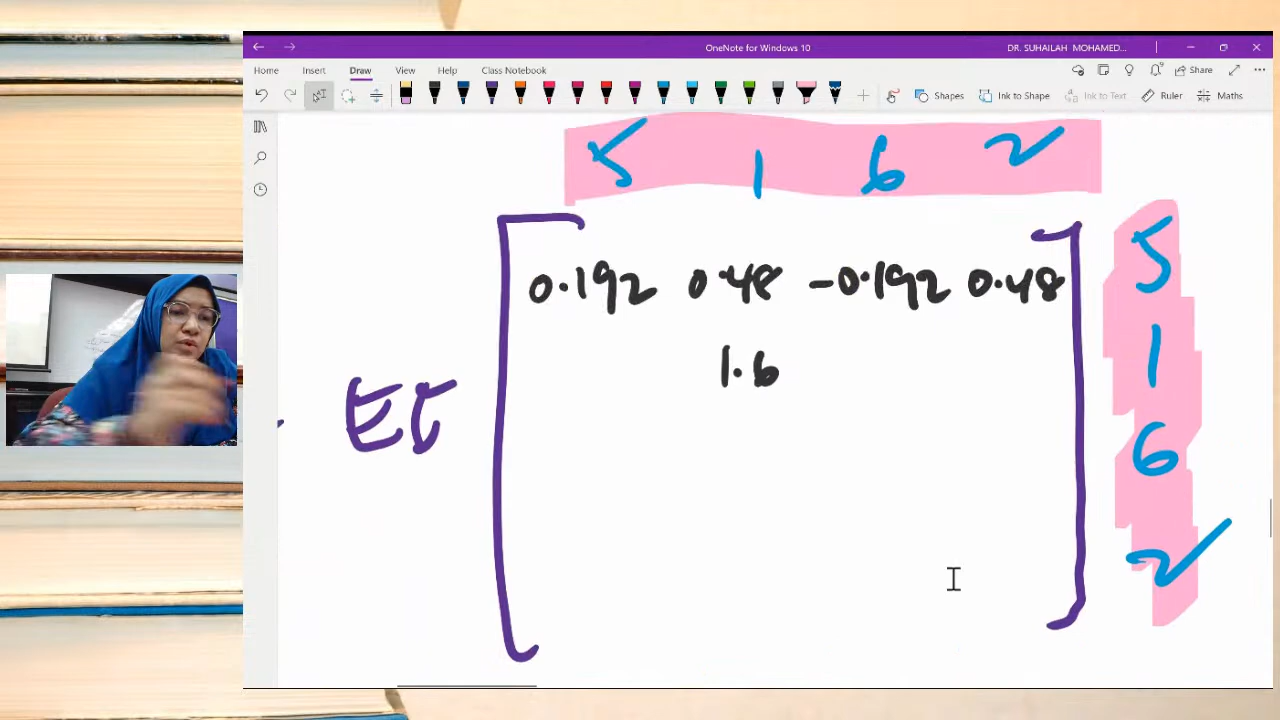 OneNote for Windows 10
DR. SUHAILAH MOHAMED...
Home Insert Draw View Help Class Notebook
Share
Shapes Ink to Shape Ink to Text Ruler Maths
5 1 6 2
0.192 0.48 -0.192 0.48 5
1.6 1
EI
6
2